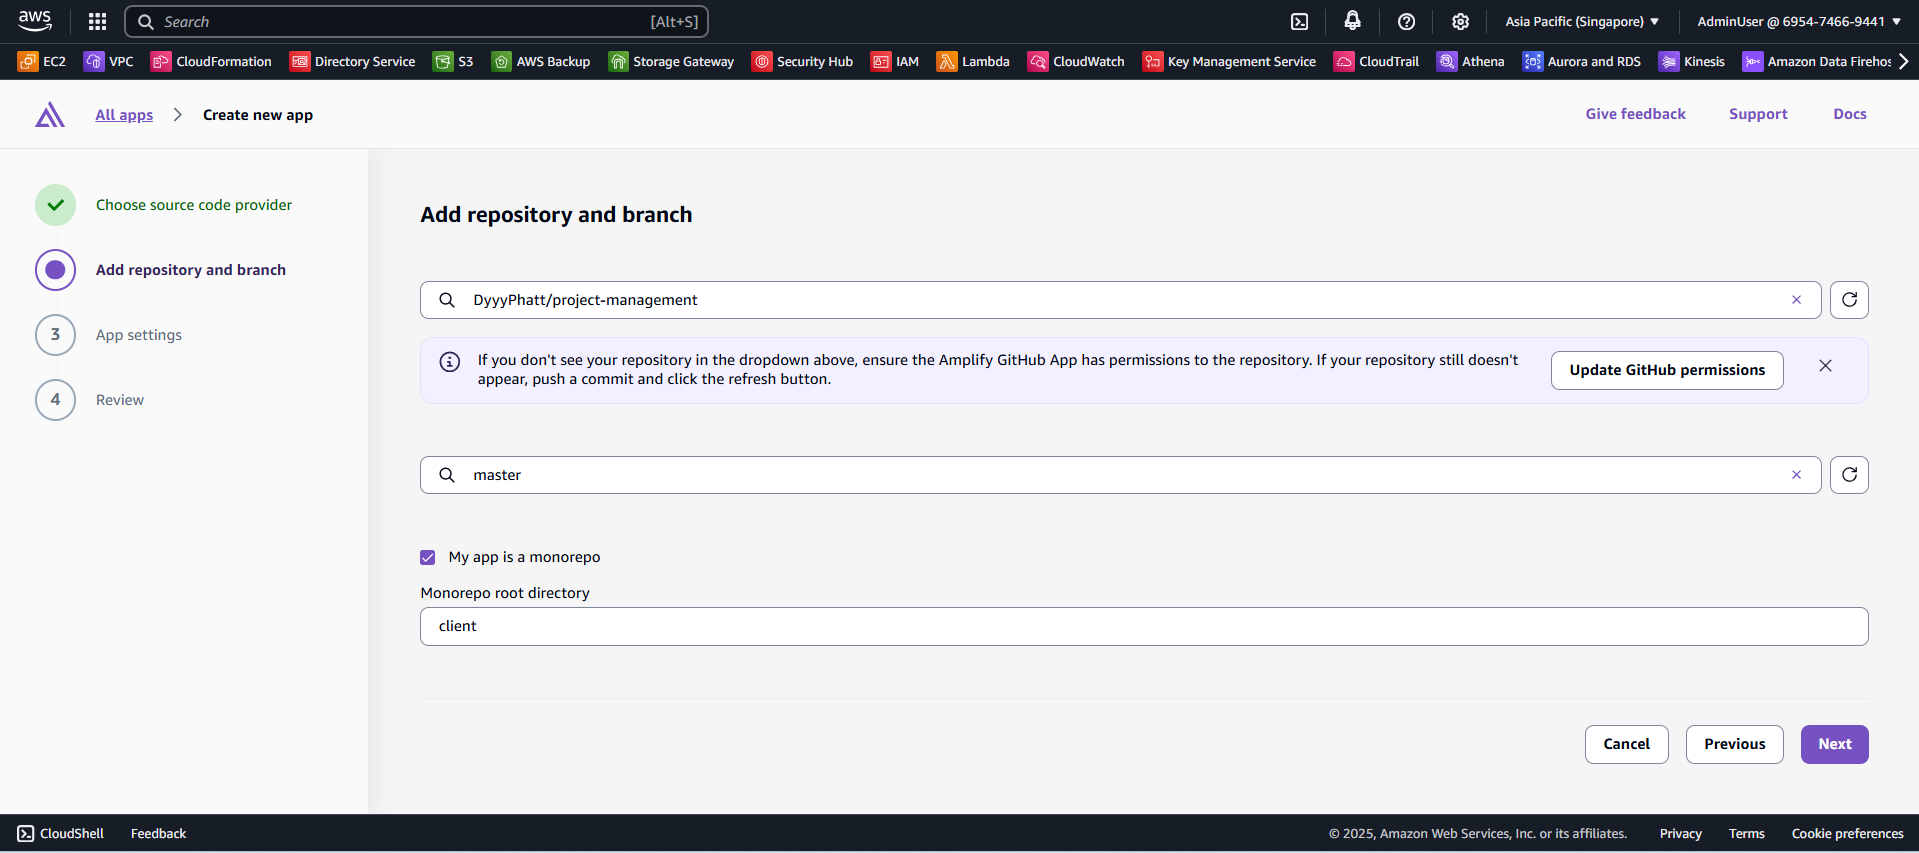 aws
Search [Alt+S]
Asia Pacific (Singapore)
AdminUser @ 6954-7466-9441
EC2 VPC CloudFormation Directory Service S3 AWS Backup Storage Gateway Security Hub IAM Lambda CloudWatch Key Management Service CloudTrail Athena Aurora and RDS Kinesis Amazon Data Firehos
All apps Create new app
Give feedback Support Docs
Choose source code provider
Add repository and branch
3 App settings
4 Review
Add repository and branch
DyyyPhatt/project-management
If you don't see your repository in the dropdown above, ensure the Amplify GitHub App has permissions to the repository. If your repository still doesn't
appear, push a commit and click the refresh button.
Update GitHub permissions
master
My app is a monorepo
Monorepo root directory
client
Cancel Previous Next
CloudShell Feedback
© 2025, Amazon Web Services, Inc. or its affiliates. Privacy Terms Cookie preferences